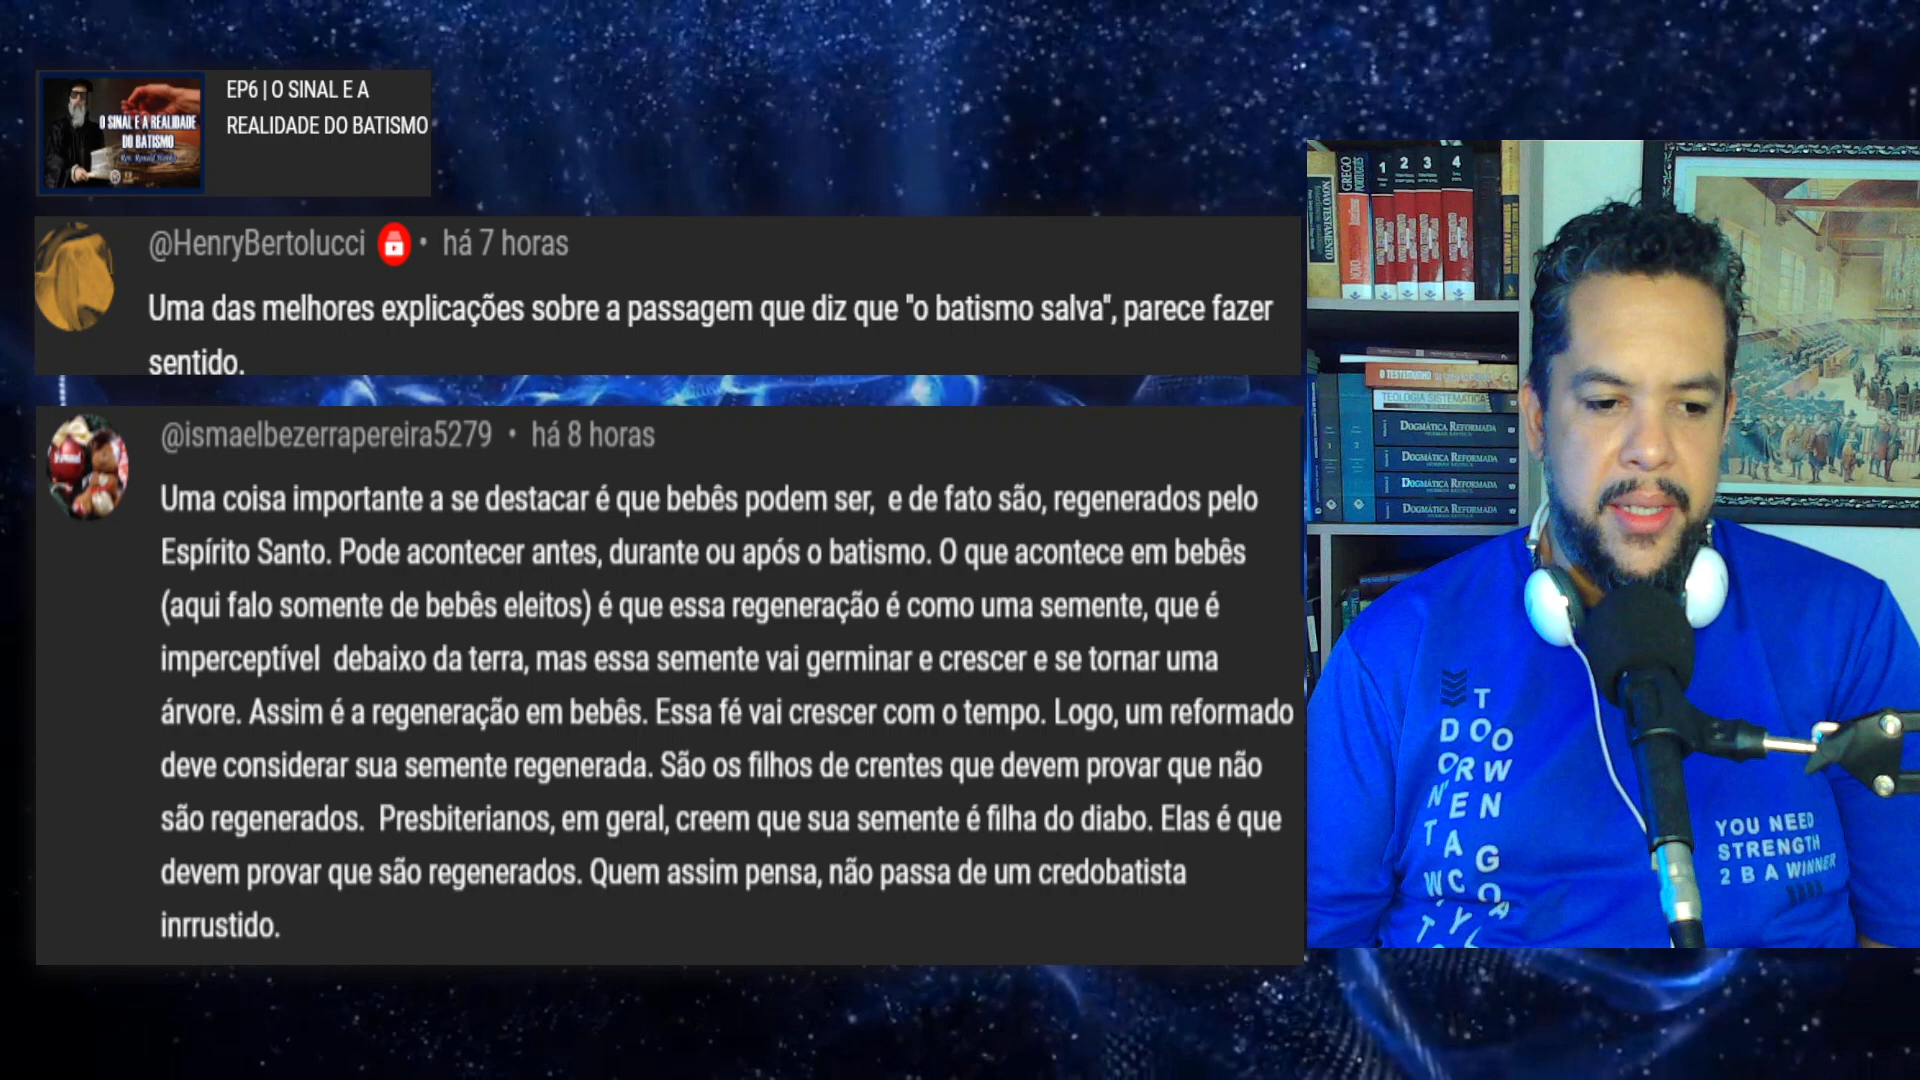 EP6 | O SINAL E A
REALIDADE DO BATISMO
O SINAL E A REALIDADE
DO BATISMO
@HenryBertolucci • há 7 horas
Uma das melhores explicações sobre a passagem que diz que "o batismo salva", parece fazer
sentido.
@ismaelbezerrapereira5279 • há 8 horas
Uma coisa importante a se destacar é que bebês podem ser, e de fato são, regenerados pelo
Espírito Santo. Pode acontecer antes, durante ou após o batismo. O que acontece em bebês
(aqui falo somente de bebês eleitos) é que essa regeneração é como uma semente, que é
imperceptível debaixo da terra, mas essa semente vai germinar e crescer e se tornar uma
árvore. Assim é a regeneração em bebês. Essa fé vai crescer com o tempo. Logo, um reformado
deve considerar sua semente regenerada. São os filhos de crentes que devem provar que não
são regenerados. Presbiterianos, em geral, creem que sua semente é filha do diabo. Elas é que
devem provar que são regenerados. Quem assim pensa, não passa de um credobatista
inrrustido.
NOVO TESTAMENTO
GREGO
PORTUGUÊS
NOVO
1
2
3
4
O TESTEMUNHO
TEOLOGIA SISTEMÁTICA
DOGMÁTICA REFORMADA
DOGMÁTICA REFORMADA
DOGMÁTICA REFORMADA
DOGMÁTICA REFORMADA
1
2
DON'T
TO
YOU NEED
STRENGTH
2 B A WINNER